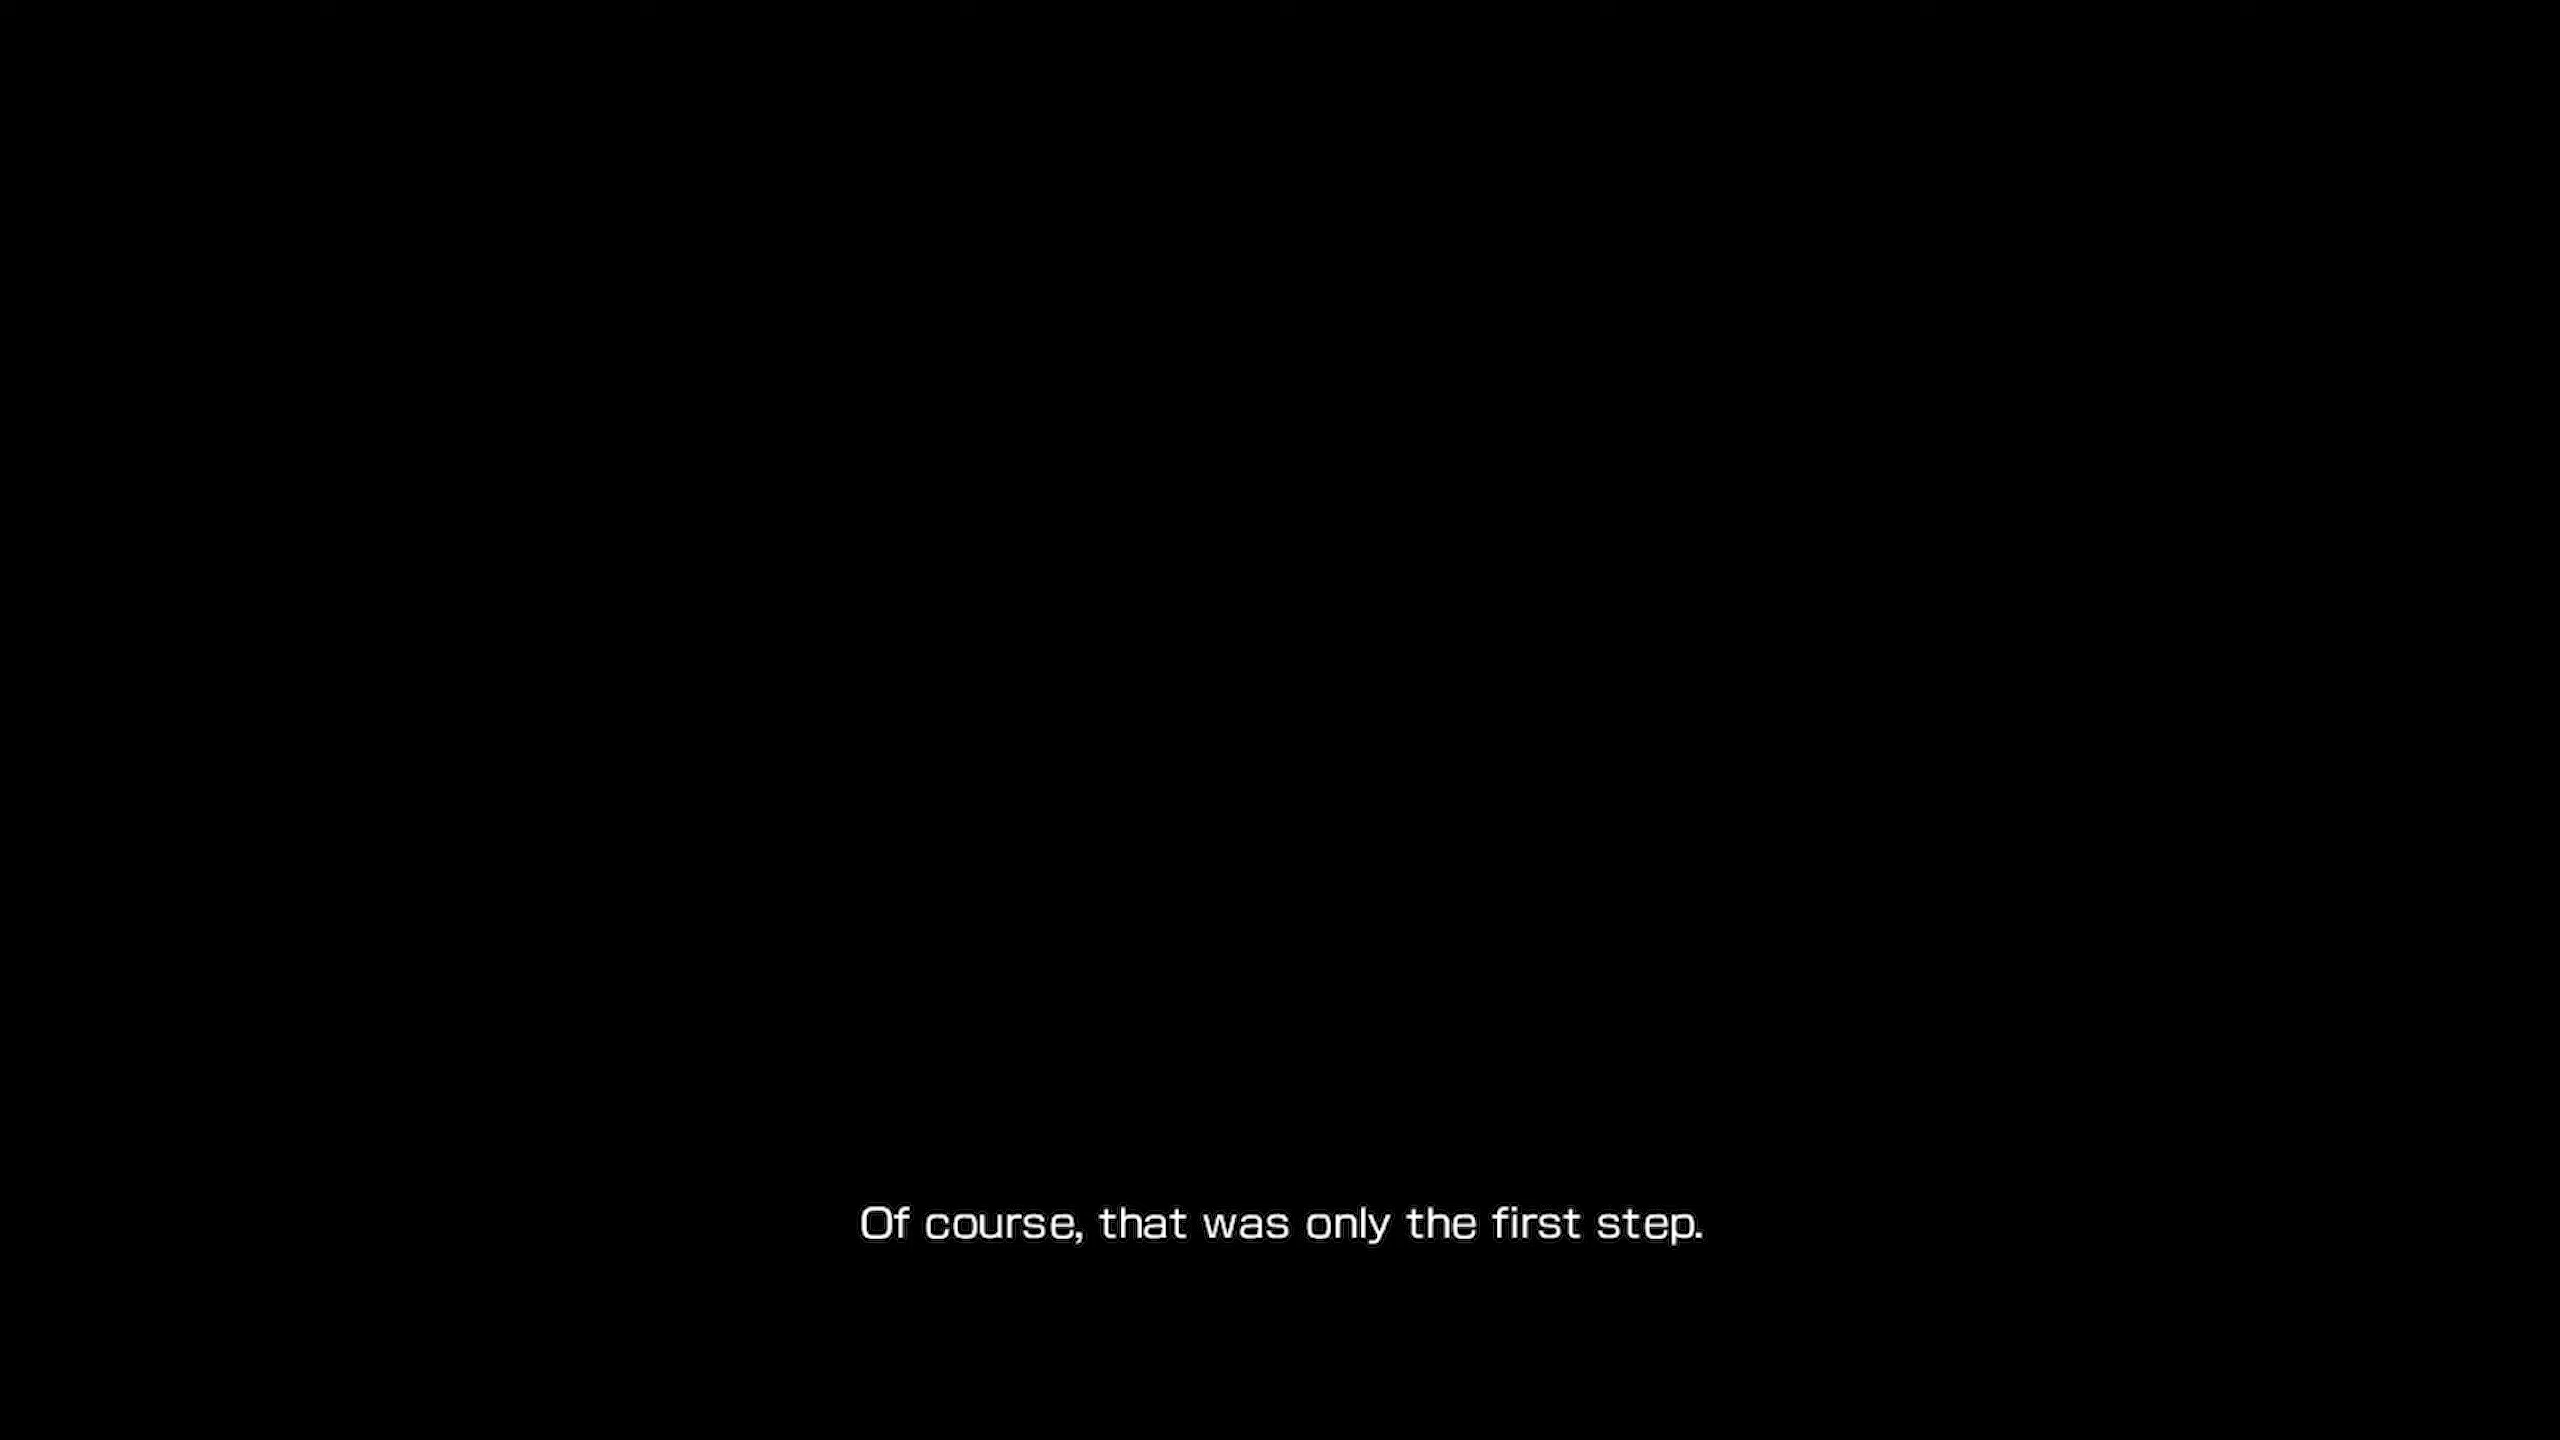 Of course, that was only the first step.